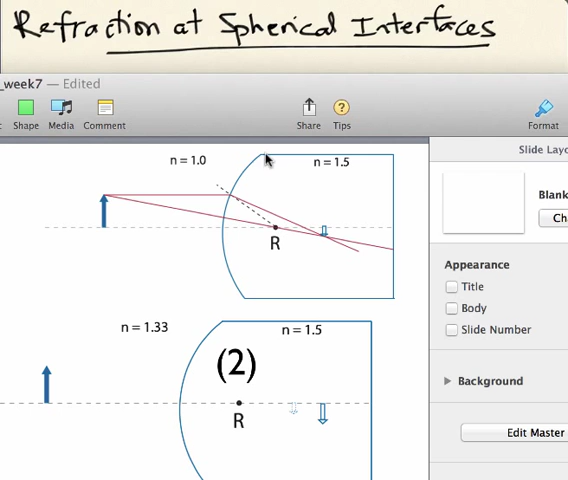 Refraction at Spherical Interfaces
_week7 — Edited
Shape
Media
Comment
Share
Tips
Format
n = 1.0
n = 1.5
R
n = 1.33
n = 1.5
(2)
R
Slide Layo
Blank
Ch
Appearance
Title
Body
Slide Number
Background
Edit Master